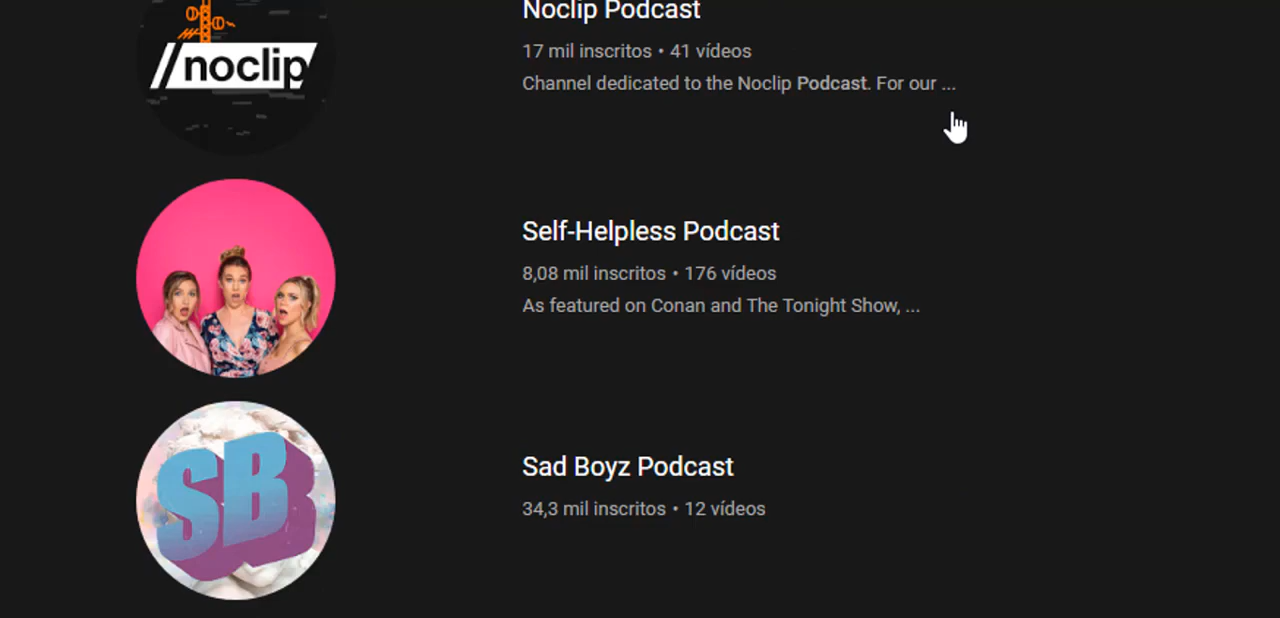 Noclip Podcast
17 mil inscritos • 41 vídeos
Channel dedicated to the Noclip Podcast. For our ...
//noclip
Self-Helpless Podcast
8,08 mil inscritos • 176 vídeos
As featured on Conan and The Tonight Show, ...
SB
Sad Boyz Podcast
34,3 mil inscritos • 12 vídeos